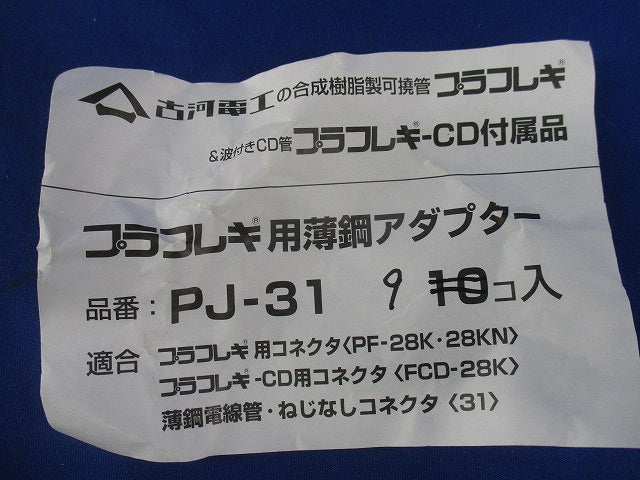 古河電工の合成樹脂製可撓管プラフレキ®
&波付きCD管プラフレキ®-CD付属品
プラフレキ®用薄鋼アダプター
品番：PJ-31 9 10コ入
適合 プラフレキ®用コネクタ〈PF-28K・28KN〉
プラフレキ®-CD用コネクタ〈FCD-28K〉
薄鋼電線管・ねじなしコネクタ〈31〉